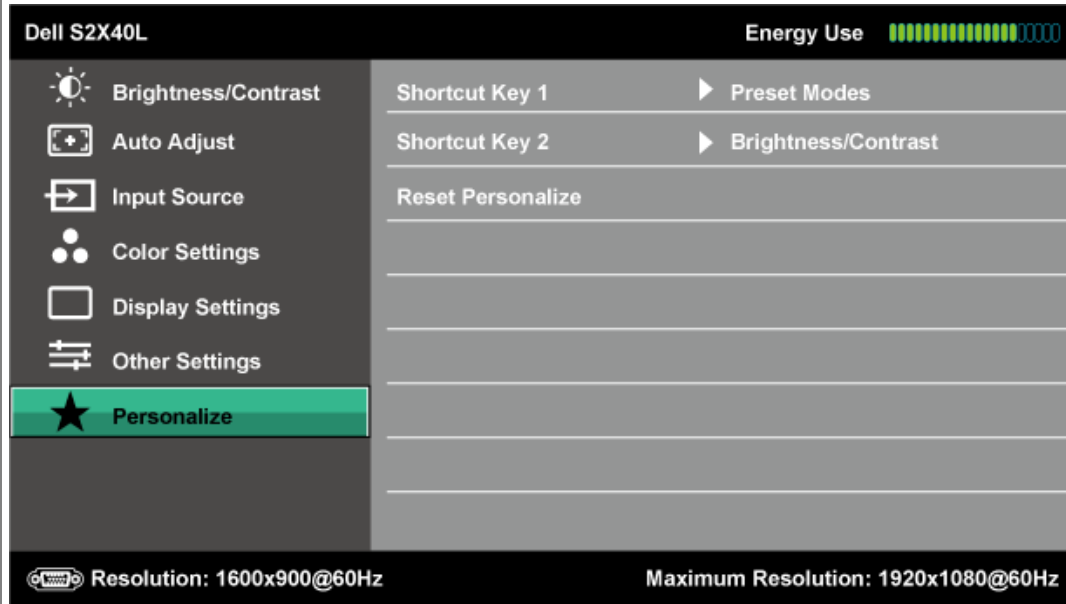 Dell S2X40L Energy Use
Brightness/Contrast Shortcut Key 1 Preset Modes
Auto Adjust Shortcut Key 2 Brightness/Contrast
Input Source Reset Personalize
Color Settings
Display Settings
Other Settings
Personalize
Resolution: 1600x900@60Hz Maximum Resolution: 1920x1080@60Hz